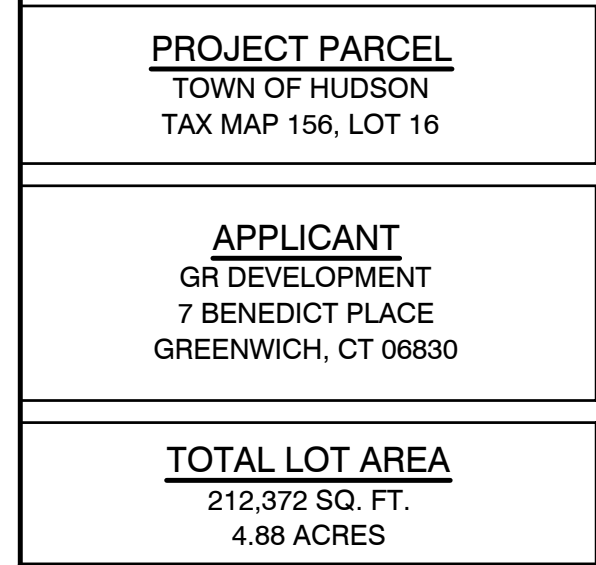 PROJECT PARCEL
TOWN OF HUDSON
TAX MAP 156, LOT 16
APPLICANT
GR DEVELOPMENT
7 BENEDICT PLACE
GREENWICH, CT 06830
TOTAL LOT AREA
212,372 SQ. FT.
4.88 ACRES